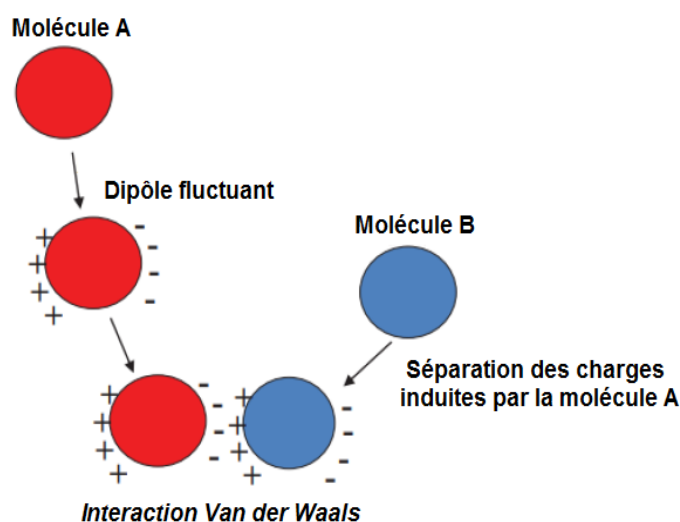 Molécule A
Dipôle fluctuant
+ + + +
- - - -
Molécule B
Séparation des charges
induites par la molécule A
+ + + +
- - - -
+ + + +
- - - -
Interaction Van der Waals